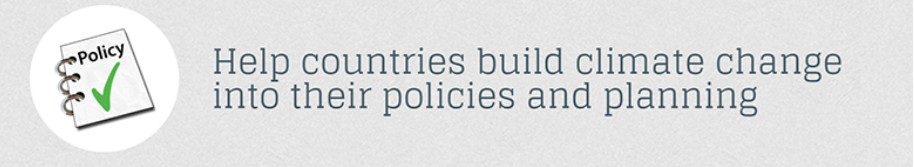 Policy
Help countries build climate change
into their policies and planning